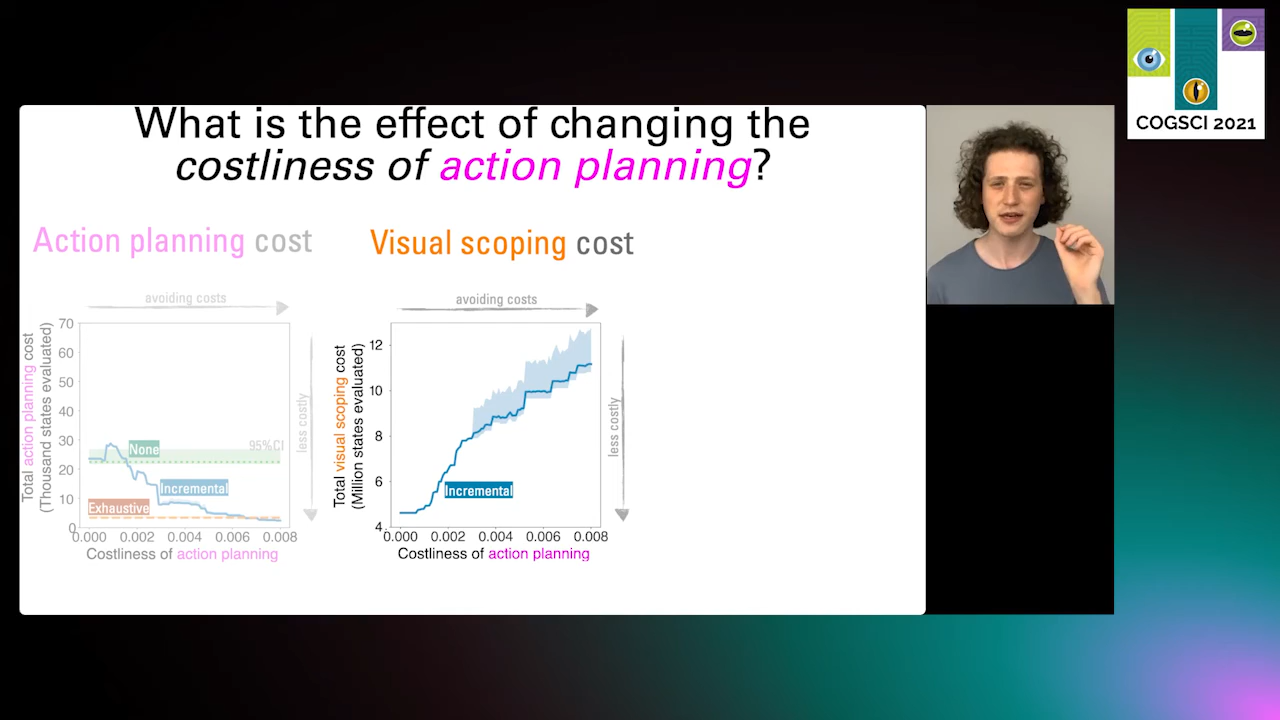 What is the effect of changing the
costliness of action planning?
Action planning cost
avoiding costs
Total action planning cost
(Thousand states evaluated)
70
60
50
40
30
20
10
0
None
95%CI
Incremental
Exhaustive
less costly
0.000 0.002 0.004 0.006 0.008
Costliness of action planning
Visual scoping cost
avoiding costs
Total visual scoping cost
(Million states evaluated)
12
10
8
6
4
Incremental
less costly
0.000 0.002 0.004 0.006 0.008
Costliness of action planning
COGSCI 2021